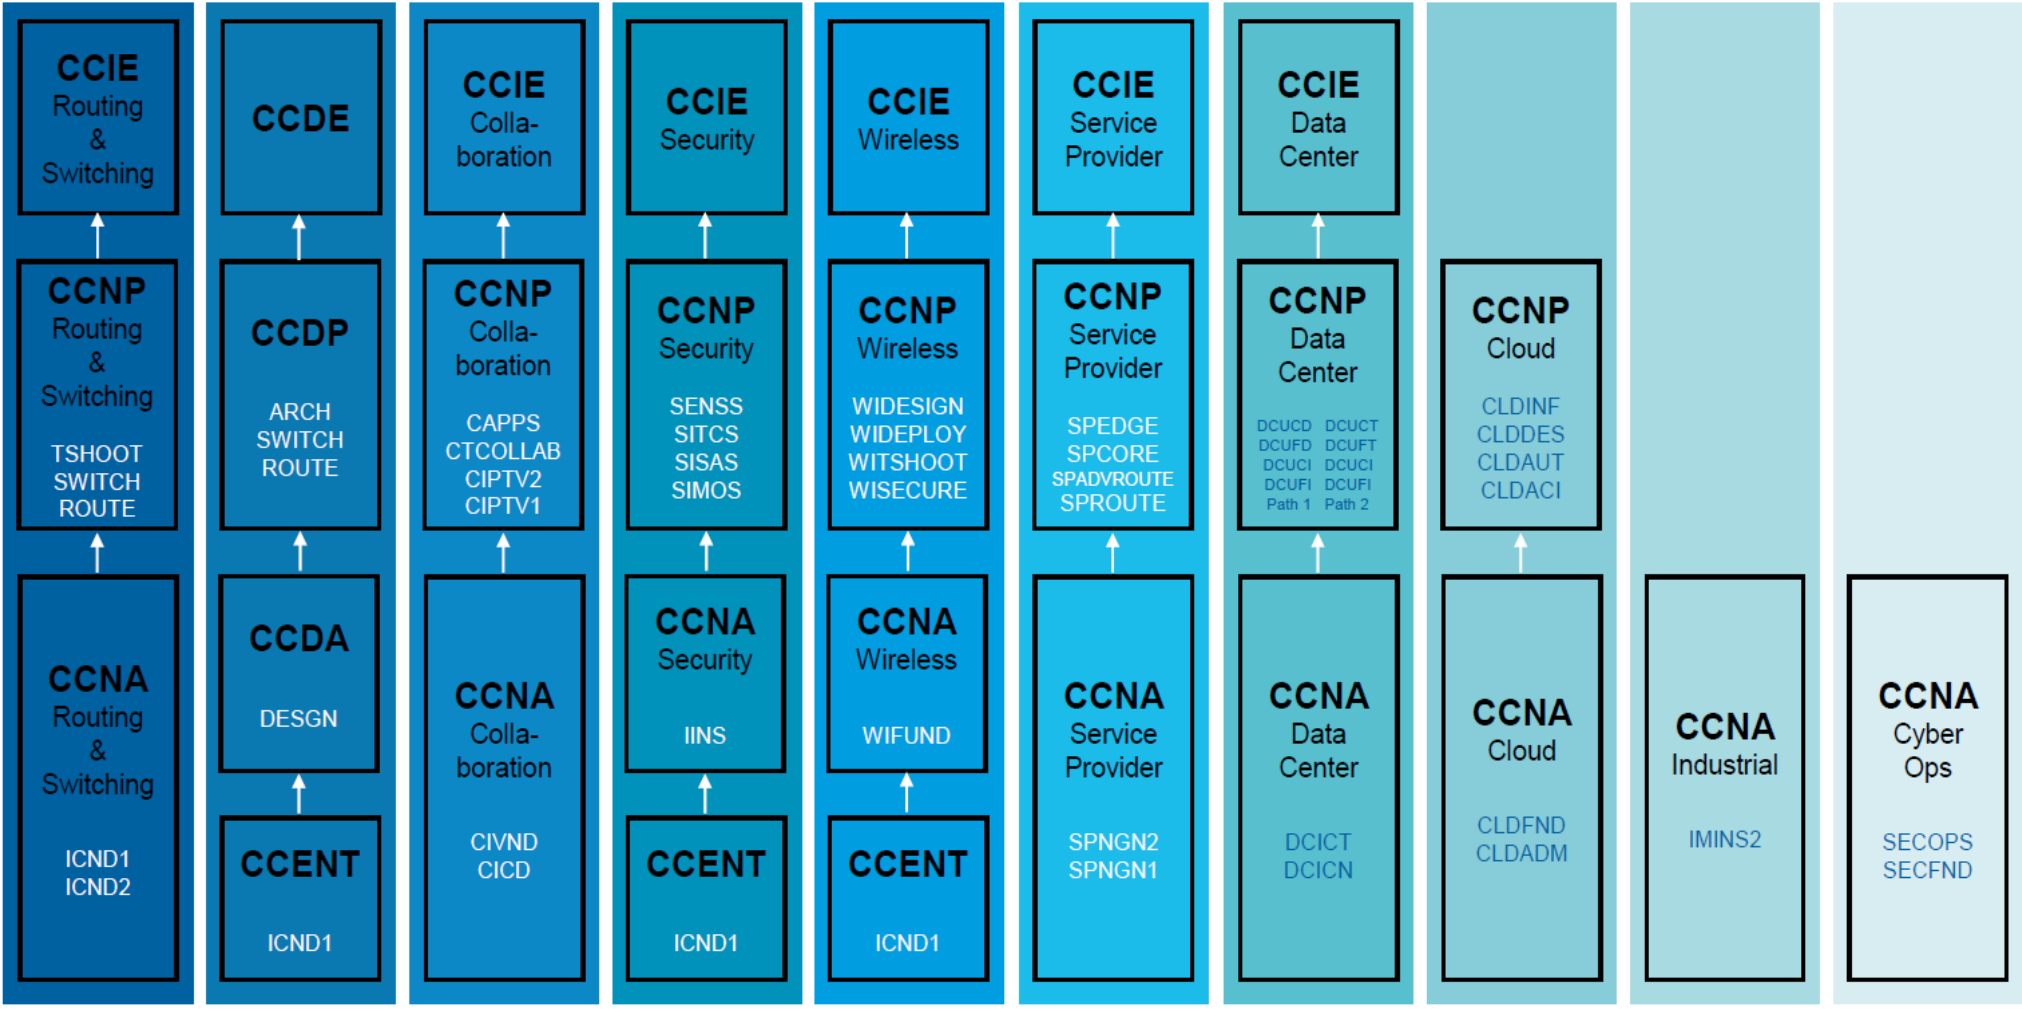 CCIE
Routing
&
Switching
CCNP
Routing
&
Switching
TSHOOT
SWITCH
ROUTE
CCNA
Routing
&
Switching
ICND1
ICND2
CCDE
CCDP
ARCH
SWITCH
ROUTE
CCDA
DESGN
CCENT
ICND1
CCIE
Colla-
boration
CCNP
Colla-
boration
CAPPS
CTCOLLAB
CIPTV2
CIPTV1
CCNA
Colla-
boration
CIVND
CICD
CCIE
Security
CCNP
Security
SENSS
SITCS
SISAS
SIMOS
CCNA
Security
IINS
CCENT
ICND1
CCIE
Wireless
CCNP
Wireless
WIDESIGN
WIDEPLOY
WITSHOOT
WISECURE
CCNA
Wireless
WIFUND
CCENT
ICND1
CCIE
Service
Provider
CCNP
Service
Provider
SPEDGE
SPCORE
SPADVROUTE
SPROUTE
CCNA
Service
Provider
SPNGN2
SPNGN1
CCIE
Data
Center
CCNP
Data
Center
DCUCD DCUCT
DCUFD DCUFT
DCUCI DCUCI
DCUFI DCUFI
Path 1 Path 2
CCNA
Data
Center
DCICT
DCICN
CCNP
Cloud
CLDINF
CLDDES
CLDAUT
CLDACI
CCNA
Cloud
CLDFND
CLDADM
CCNA
Industrial
IMINS2
CCNA
Cyber
Ops
SECOPS
SECFND